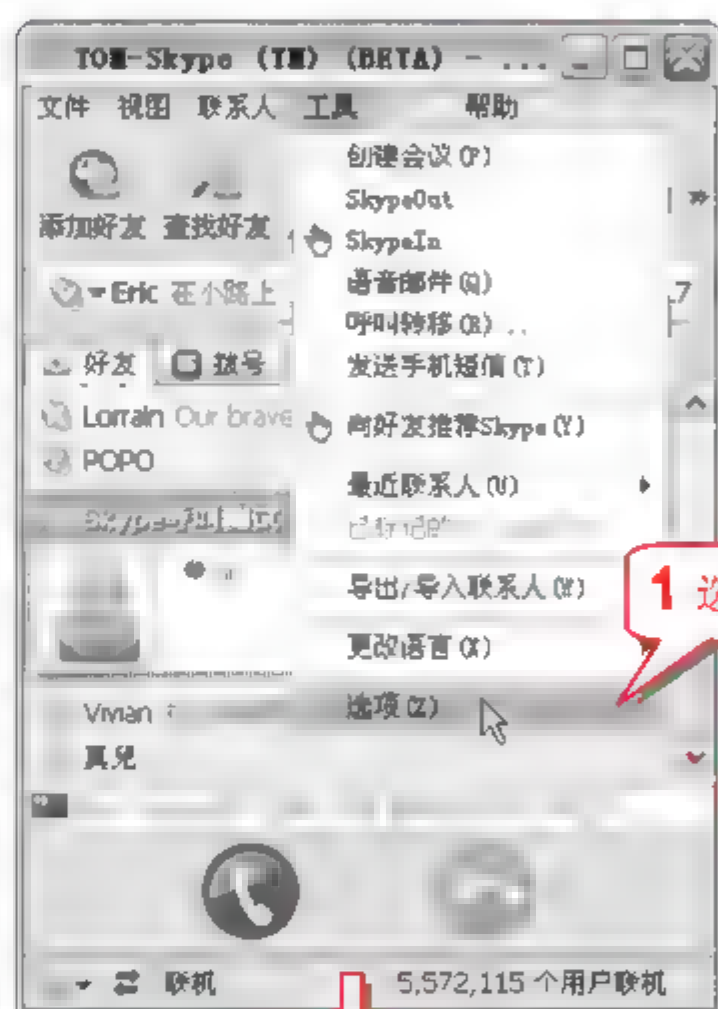 TOM-Skype (TM) (BETA) - ...
文件 视图 联系人 工具 帮助
创建会议(P)
SkypeOut
添加好友 查找好友
SkypeIn
语音邮件(Q)
Eric 在小路上
呼叫转移(R)...
好友 拨号
发送手机短信(T)
Lorrain Our brave
向好友推荐Skype(Y)
POPO
最近联系人(U)
导出/导入联系人(W)
1 选
更改语言(X)
选项(Z)
Vivian
真兒
联机 5,572,115 个用户联机